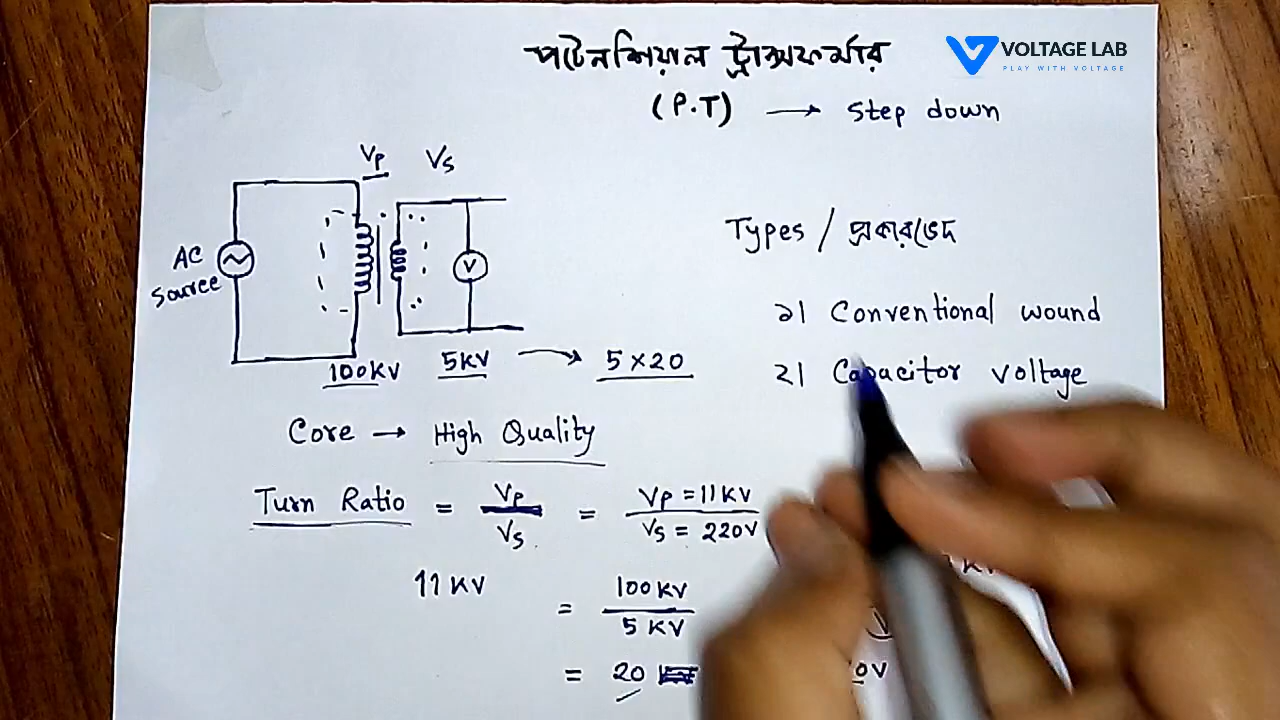 পটেনশিয়াল ট্রান্সফর্মার
VOLTAGE LAB
PLAY WITH VOLTAGE
(P.T) → Step down
Vp Vs
AC
Source
V
100KV 5KV → 5×20
Types / প্রকারভেদ
১। Conventional wound
২। Capacitor voltage
Core → High Quality
Turn Ratio = Vp/Vs = Vp = 11KV / Vs = 220V
11KV
= 100KV / 5KV
= 20